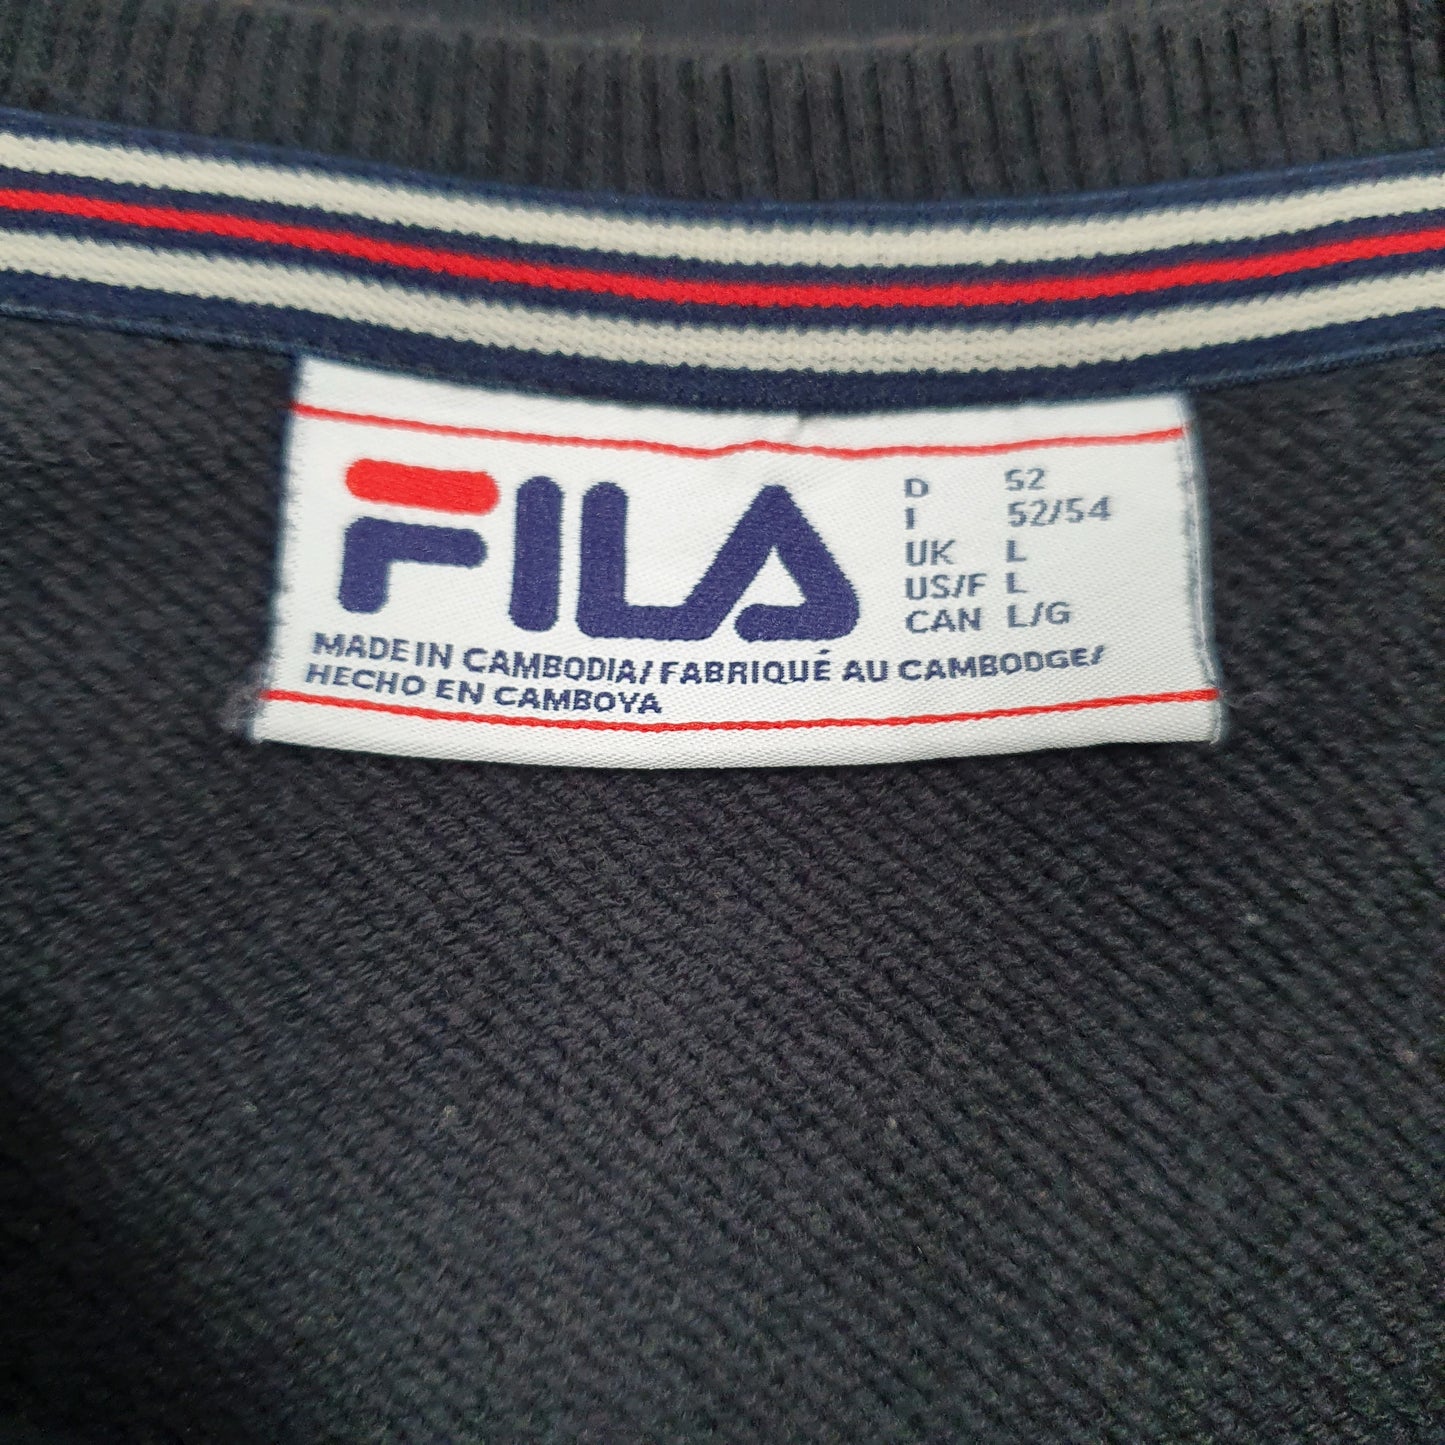 FILA
D 52
I 52/54
UK L
US/F L
CAN L/G
MADE IN CAMBODIA/ FABRIQUÉ AU CAMBODGE/
HECHO EN CAMBOYA